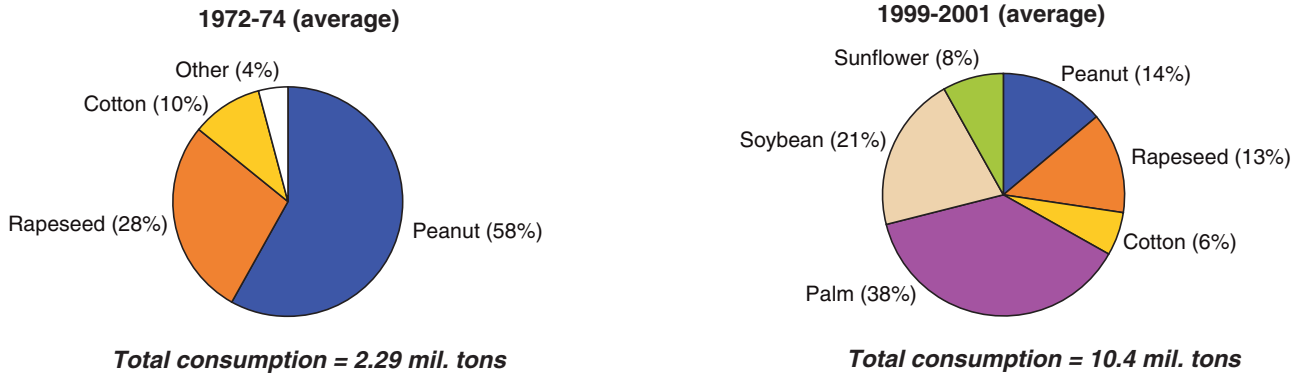 1972-74 (average)
Other (4%)
Cotton (10%)
Rapeseed (28%)
Peanut (58%)
Total consumption = 2.29 mil. tons
1999-2001 (average)
Sunflower (8%)
Peanut (14%)
Soybean (21%)
Rapeseed (13%)
Cotton (6%)
Palm (38%)
Total consumption = 10.4 mil. tons